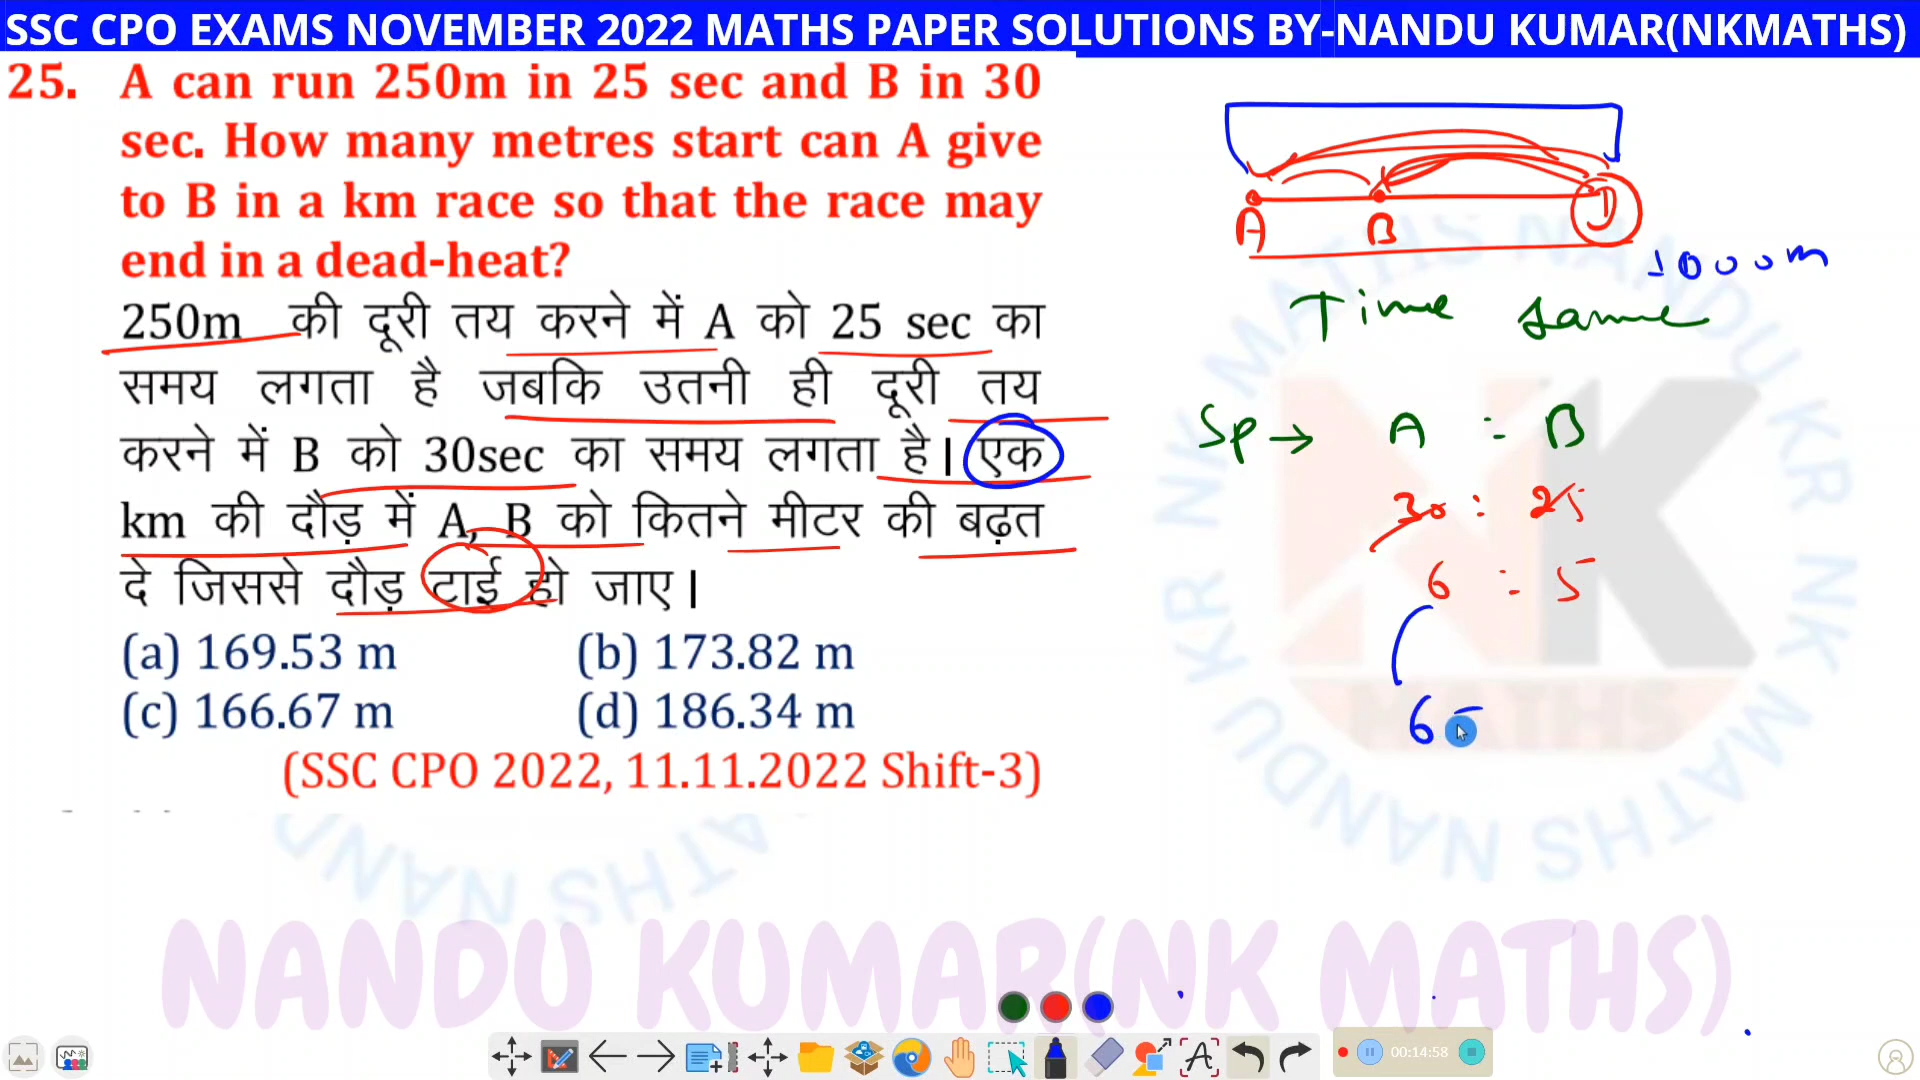 SSC CPO EXAMS NOVEMBER 2022 MATHS PAPER SOLUTIONS BY-NANDU KUMAR(NKMATHS)
25. A can run 250m in 25 sec and B in 30
sec. How many metres start can A give
to B in a km race so that the race may
end in a dead-heat?
250m की दूरी तय करने में A को 25 sec का
समय लगता है जबकि उतनी ही दूरी तय
करने में B को 30sec का समय लगता है। एक
km की दौड़ में A, B को कितने मीटर की बढ़त
दे जिससे दौड़ टाई हो जाए।
(a) 169.53 m (b) 173.82 m
(c) 166.67 m (d) 186.34 m
(SSC CPO 2022, 11.11.2022 Shift-3)
A B D
1000m
Time same
Sp → A : B
30 : 25
6 : 5
6
MATHS
NANDU KUMAR(NK MATHS)
00:14:58